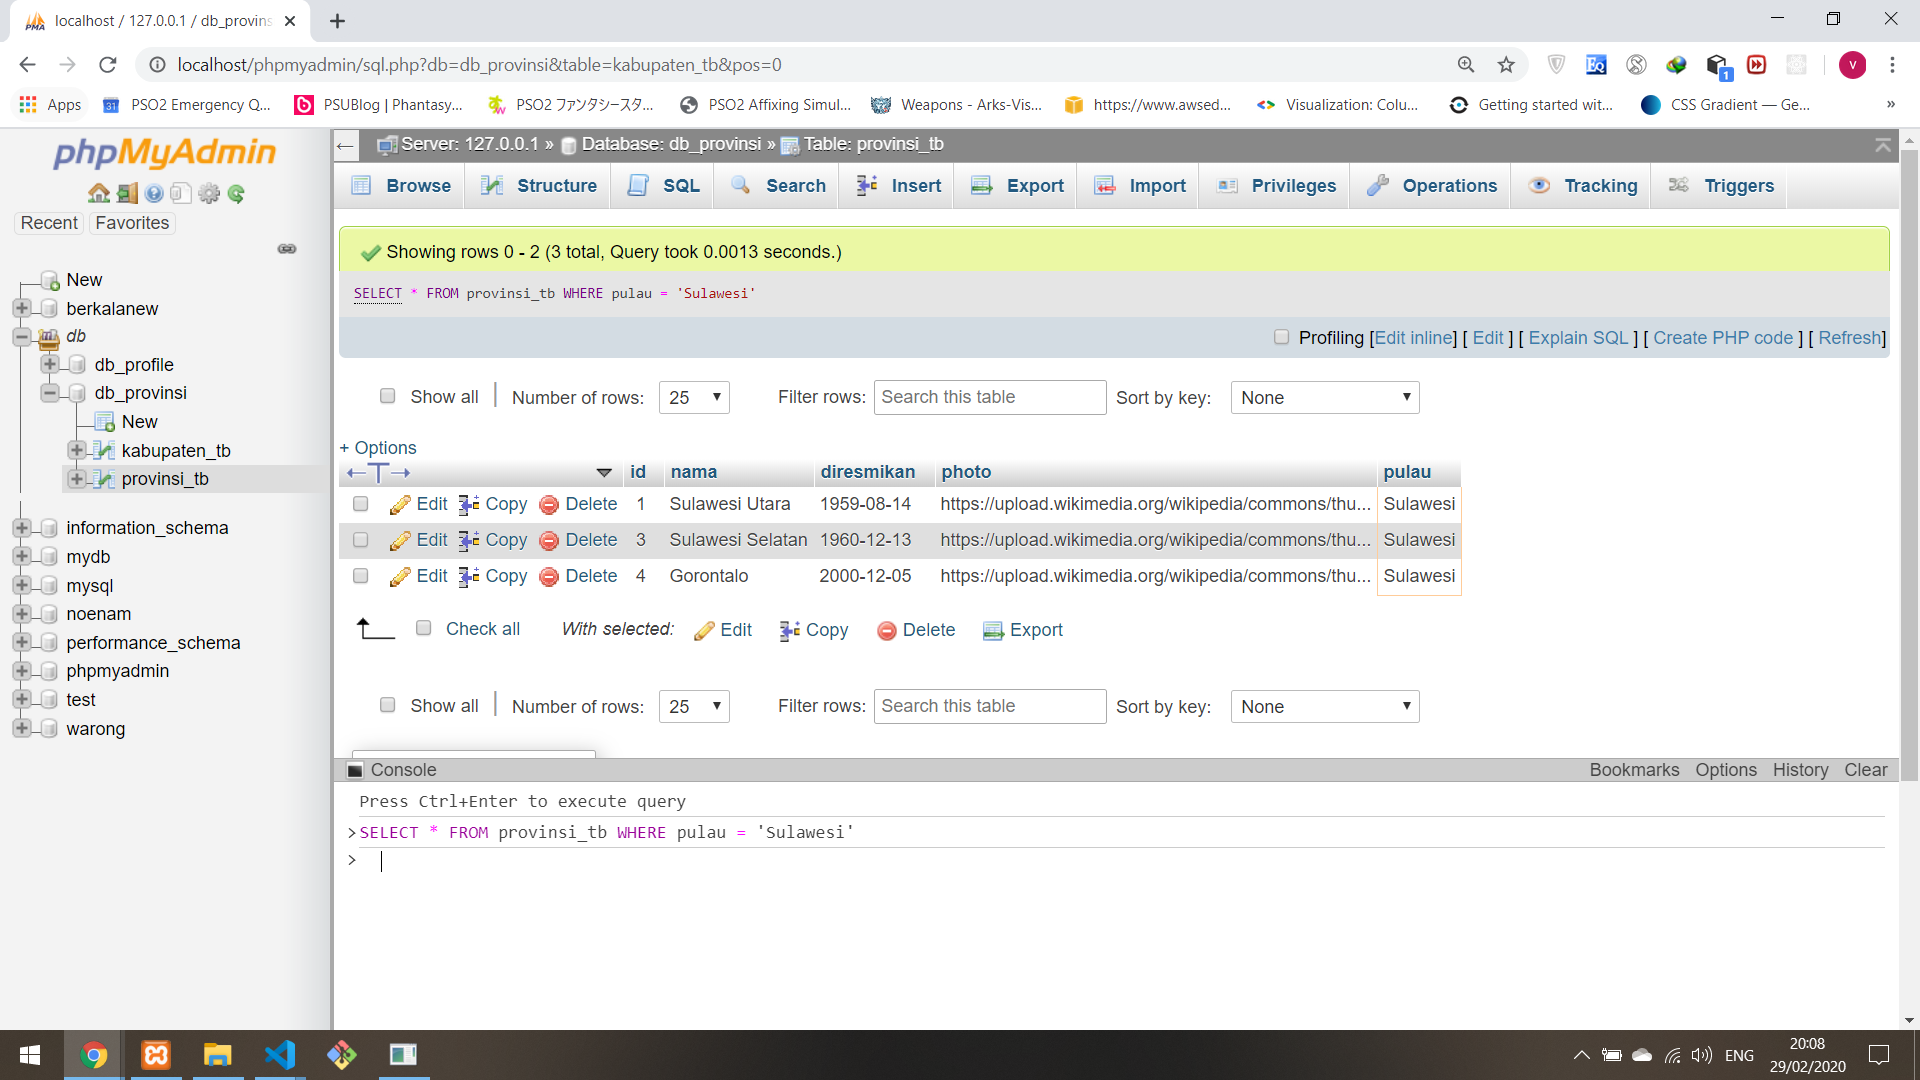 localhost / 127.0.0.1 / db_provins
localhost/phpmyadmin/sql.php?db=db_provinsi&table=kabupaten_tb&pos=0
V
1
Apps
PSO2 Emergency Q...
PSUBlog | Phantasy...
PSO2 ファンタシースタ...
PSO2 Affixing Simul...
Weapons - Arks-Vis...
https://www.awsed...
Visualization: Colu...
Getting started wit...
CSS Gradient — Ge...
»
phpMyAdmin
Recent Favorites
New
berkalanew
db
db_profile
db_provinsi
New
kabupaten_tb
provinsi_tb
information_schema
mydb
mysql
noenam
performance_schema
phpmyadmin
test
warong
Server: 127.0.0.1 » Database: db_provinsi » Table: provinsi_tb
Browse Structure SQL Search Insert Export Import Privileges Operations Tracking Triggers
Showing rows 0 - 2 (3 total, Query took 0.0013 seconds.)
SELECT * FROM provinsi_tb WHERE pulau = 'Sulawesi'
Profiling [Edit inline] [ Edit ] [ Explain SQL ] [ Create PHP code ] [ Refresh]
Show all | Number of rows: 25 Filter rows: Search this table Sort by key: None
+ Options
←T→ id nama diresmikan photo pulau
Edit Copy Delete 1 Sulawesi Utara 1959-08-14 https://upload.wikimedia.org/wikipedia/commons/thu... Sulawesi
Edit Copy Delete 3 Sulawesi Selatan 1960-12-13 https://upload.wikimedia.org/wikipedia/commons/thu... Sulawesi
Edit Copy Delete 4 Gorontalo 2000-12-05 https://upload.wikimedia.org/wikipedia/commons/thu... Sulawesi
Check all With selected: Edit Copy Delete Export
Show all | Number of rows: 25 Filter rows: Search this table Sort by key: None
Console Bookmarks Options History Clear
Press Ctrl+Enter to execute query
>SELECT * FROM provinsi_tb WHERE pulau = 'Sulawesi'
>
ENG
20:08
29/02/2020